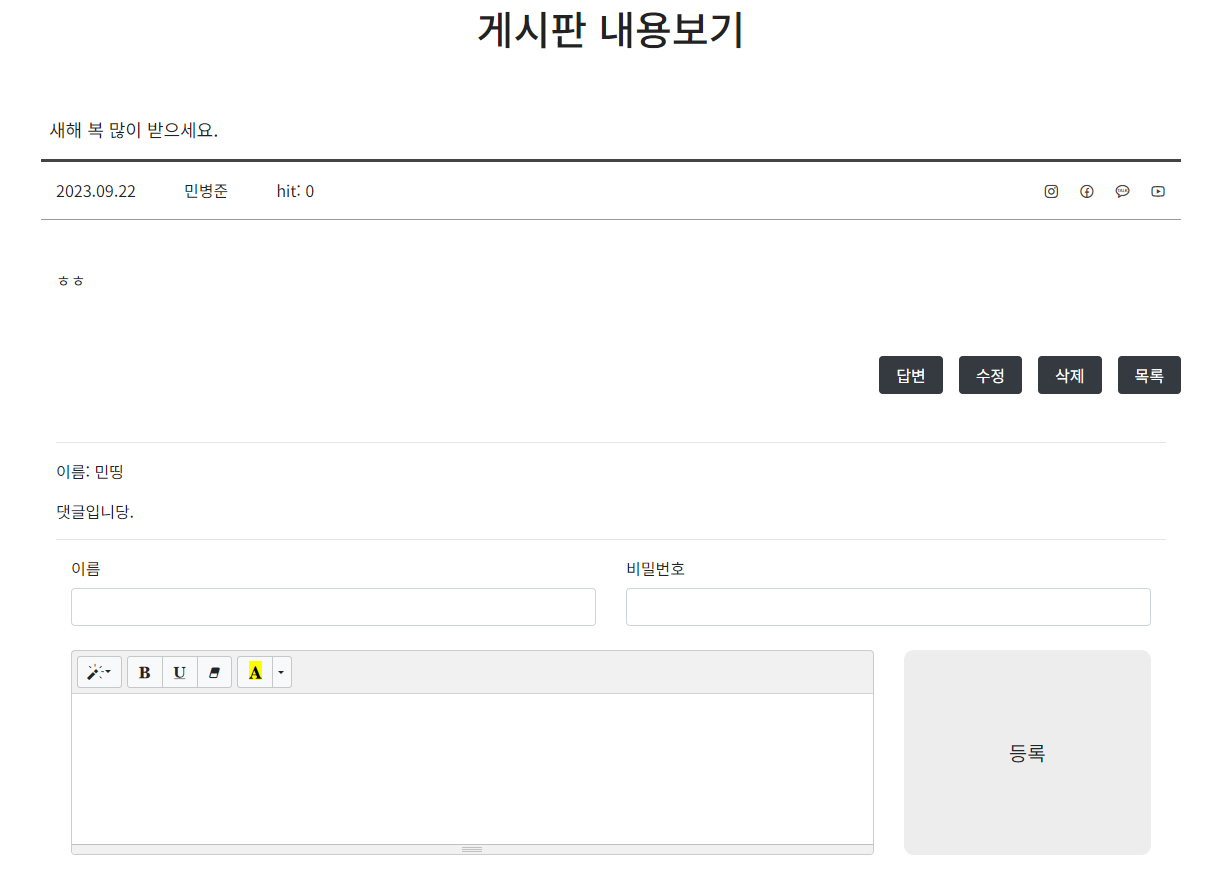 게시판 내용보기
새해 복 많이 받으세요.
2023.09.22 민병준 hit: 0
ㅎㅎ
답변 수정 삭제 목록
이름: 민띵
댓글입니당.
이름 비밀번호
B U A
등록